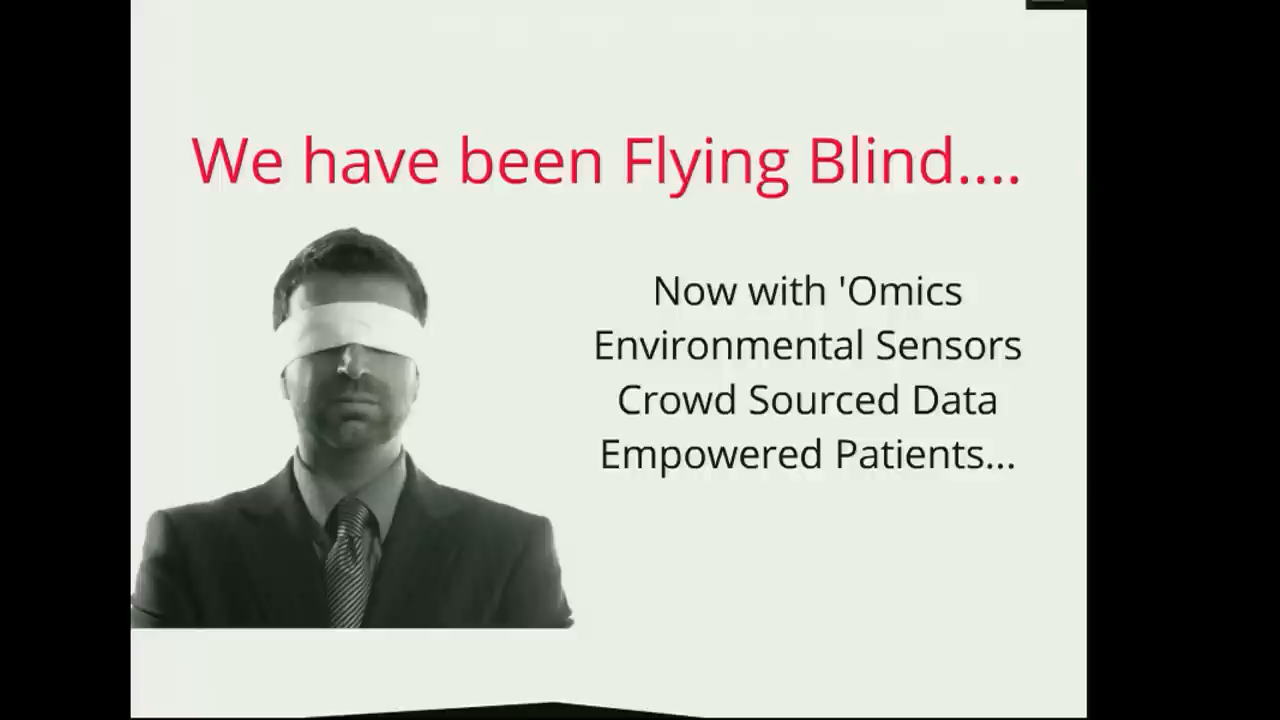 We have been Flying Blind....
Now with 'Omics
Environmental Sensors
Crowd Sourced Data
Empowered Patients...